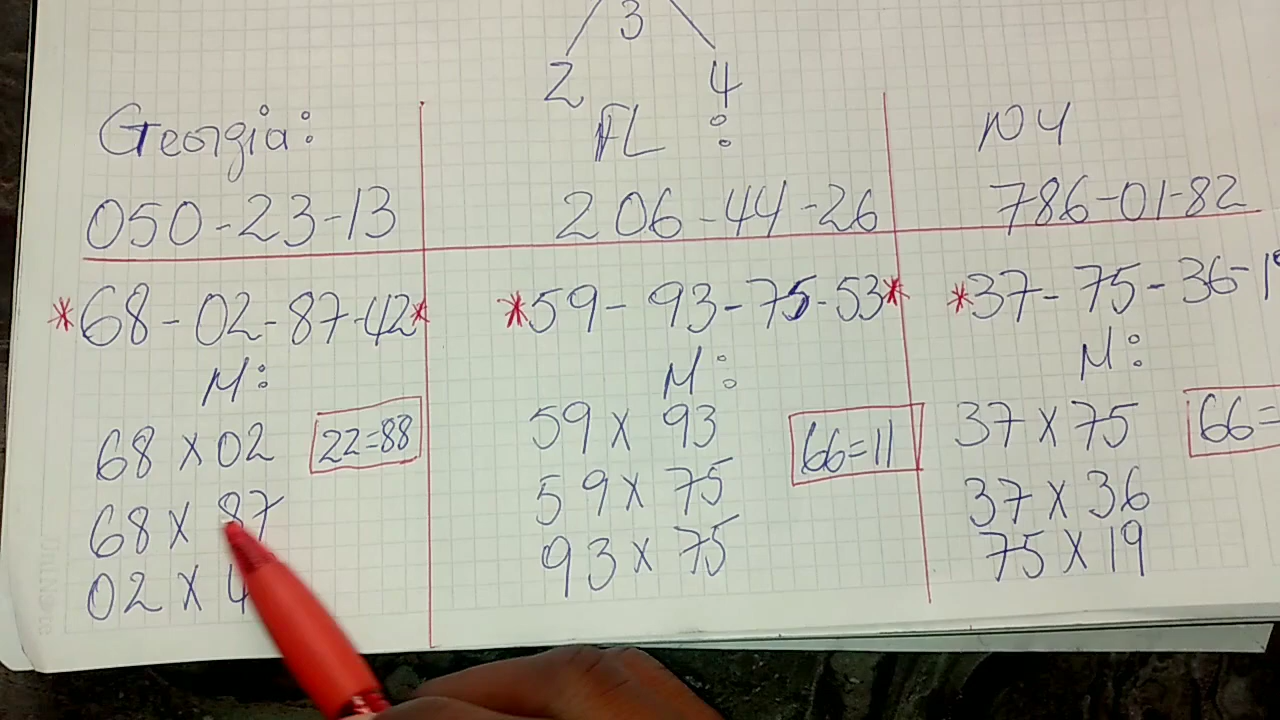 3
2 4
Georgia:
050-23-13
*68-02-87-42*
M:
68 x 02
22=88
68 x 87
02 x 4
FL :
206-44-26
*59-93-75-53*
M:
59 x 93
66=11
59 x 75
93 x 75
NY
786-01-82
*37-75-36-1
M:
37 x 75
66=
37 x 36
75 x 19